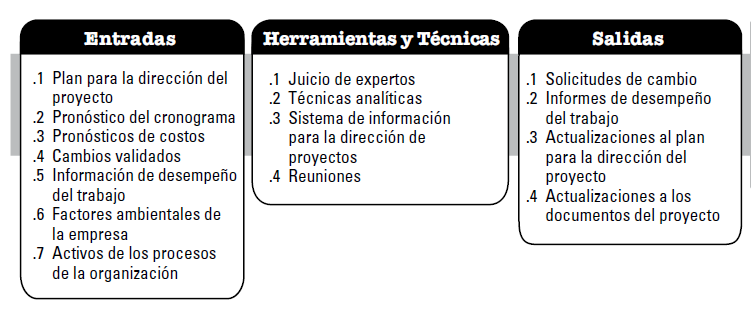 Entradas
.1 Plan para la dirección del
proyecto
.2 Pronóstico del cronograma
.3 Pronósticos de costos
.4 Cambios validados
.5 Información de desempeño
del trabajo
.6 Factores ambientales de
la empresa
.7 Activos de los procesos
de la organización
Herramientas y Técnicas
.1 Juicio de expertos
.2 Técnicas analíticas
.3 Sistema de información
para la dirección de
proyectos
.4 Reuniones
Salidas
.1 Solicitudes de cambio
.2 Informes de desempeño
del trabajo
.3 Actualizaciones al plan
para la dirección del
proyecto
.4 Actualizaciones a los
documentos del proyecto